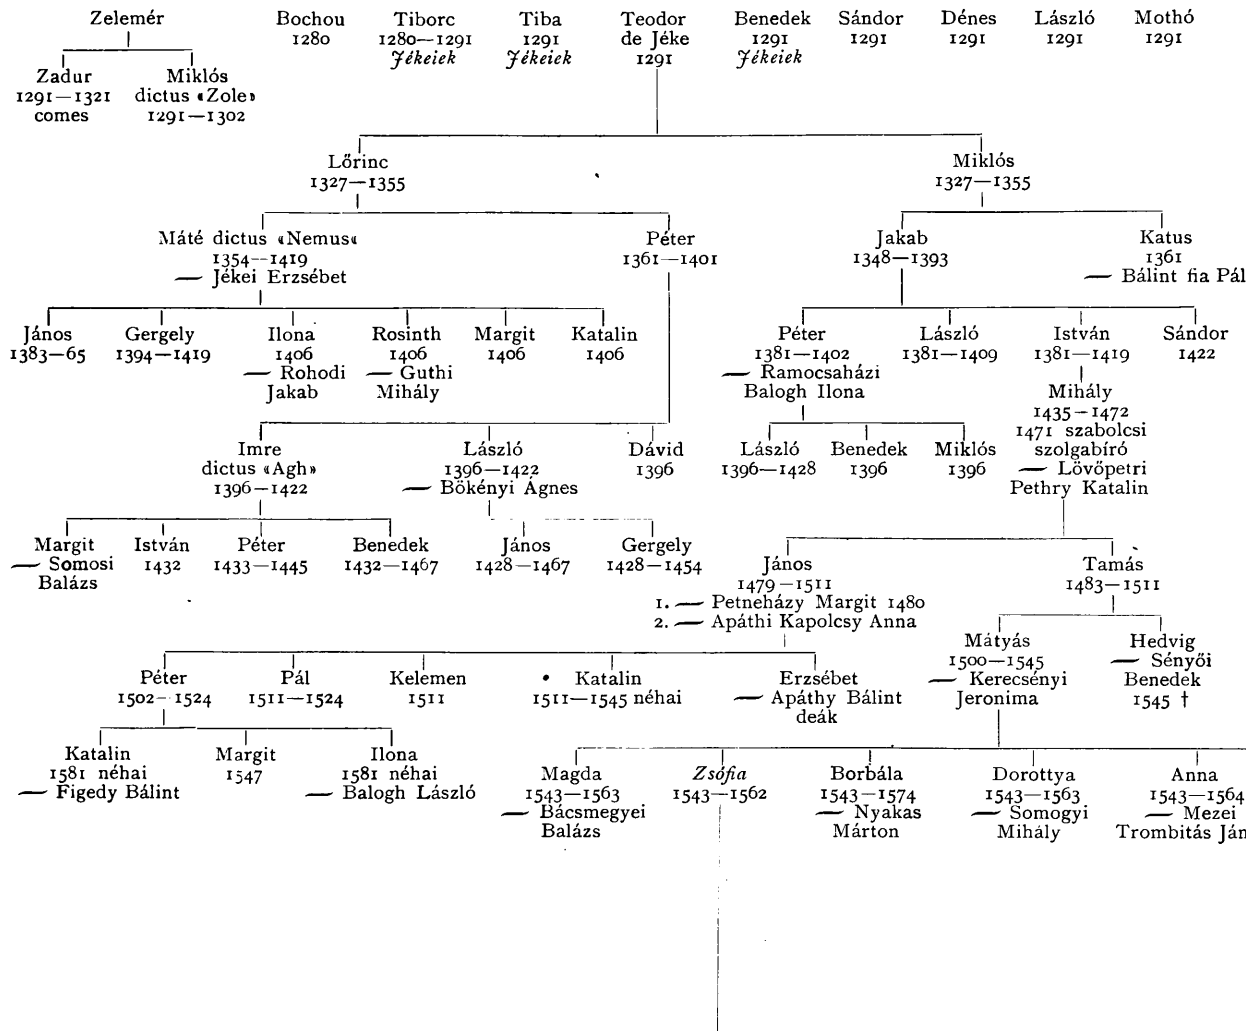 Zelemér
Bochou
1280
Tiborc
1280—1291
Jékeiek
Tiba
1291
Jékeiek
Teodor
de Jéke
1291
Benedek
1291
Jékeiek
Sándor
1291
Dénes
1291
László
1291
Mothó
1291
Zadur
1291—1321
comes
Miklós
dictus «Zole»
1291—1302
Lőrinc
1327—1355
Miklós
1327—1355
Máté dictus «Nemus«
1354—1419
— Jékei Erzsébet
Péter
1361—1401
Jakab
1348—1393
Katus
1361
— Bálint fia Pál
János
1383—65
Gergely
1394—1419
Ilona
1406
— Rohodi
Jakab
Rosinth
1406
— Guthi
Mihály
Margit
1406
Katalin
1406
Péter
1381—1402
— Ramocsaházi
Balogh Ilona
László
1381—1409
István
1381—1419
Sándor
1422
Mihály
1435—1472
1471 szabolcsi
szolgabíró
— Lövőpetri
Pethry Katalin
Imre
dictus «Agh»
1396—1422
László
1396—1422
— Bökényi Ágnes
Dávid
1396
László
1396—1428
Benedek
1396
Miklós
1396
Margit
— Somosi
Balázs
István
1432
Péter
1433—1445
Benedek
1432—1467
János
1428—1467
Gergely
1428—1454
János
1479—1511
1. — Petneházy Margit 1480
2. — Apáthi Kapolcsy Anna
Tamás
1483—1511
Mátyás
1500—1545
— Kerecsényi
Jeronima
Hedvig
— Sényői
Benedek
1545 †
Péter
1502—1524
Pál
1511—1524
Kelemen
1511
Katalin
1511—1545 néhai
Erzsébet
— Apáthy Bálint
deák
Katalin
1581 néhai
— Figedy Bálint
Margit
1547
Ilona
1581 néhai
— Balogh László
Magda
1543—1563
— Bácsmegyei
Balázs
Zsófia
1543—1562
Borbála
1543—1574
— Nyakas
Márton
Dorottya
1543—1563
— Somogyi
Mihály
Anna
1543—1564
— Mezei
Trombitás Ján